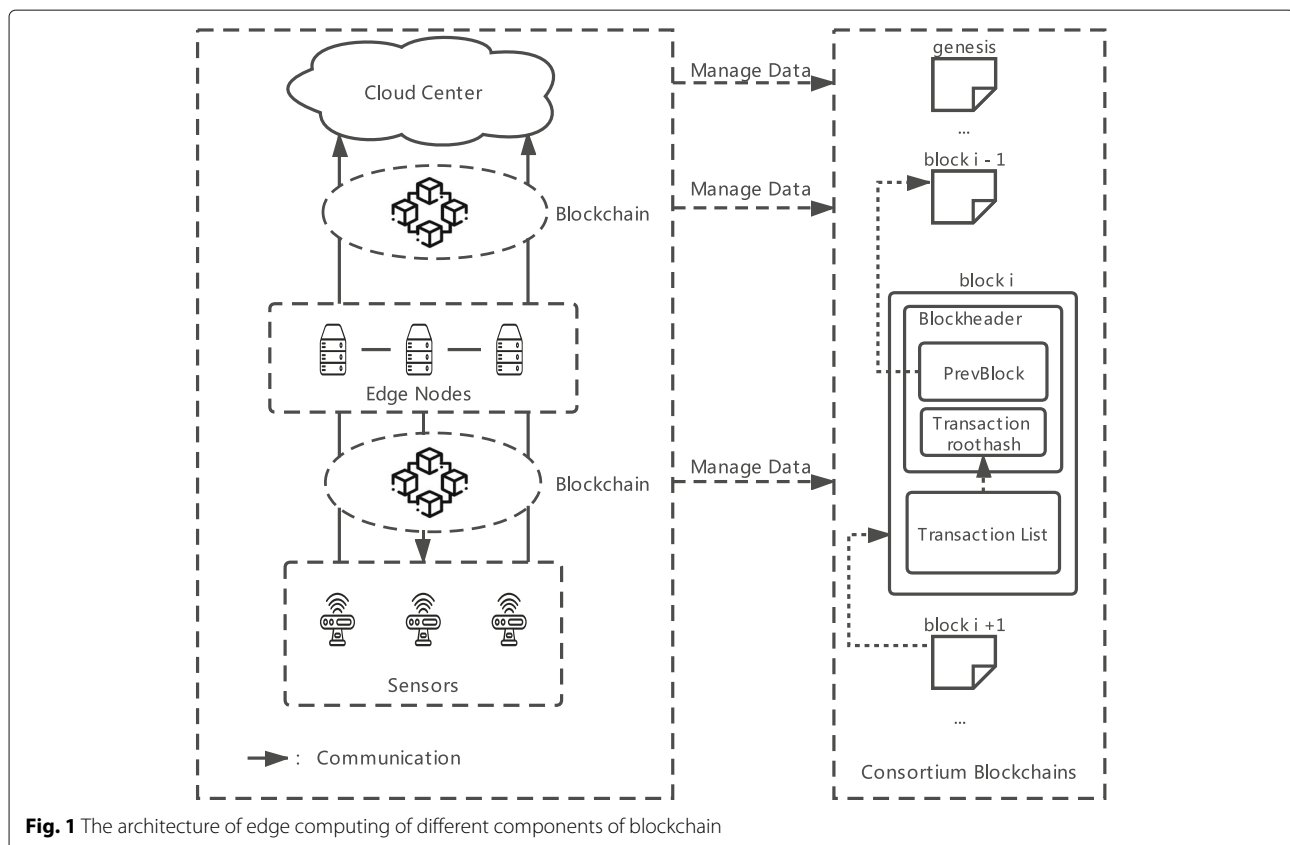 Cloud Center
Blockchain
Edge Nodes
Blockchain
Sensors
: Communication
Manage Data
Manage Data
Manage Data
genesis
...
block i - 1
block i
Blockheader
PrevBlock
Transaction
roothash
Transaction List
block i +1
...
Consortium Blockchains
Fig. 1 The architecture of edge computing of different components of blockchain